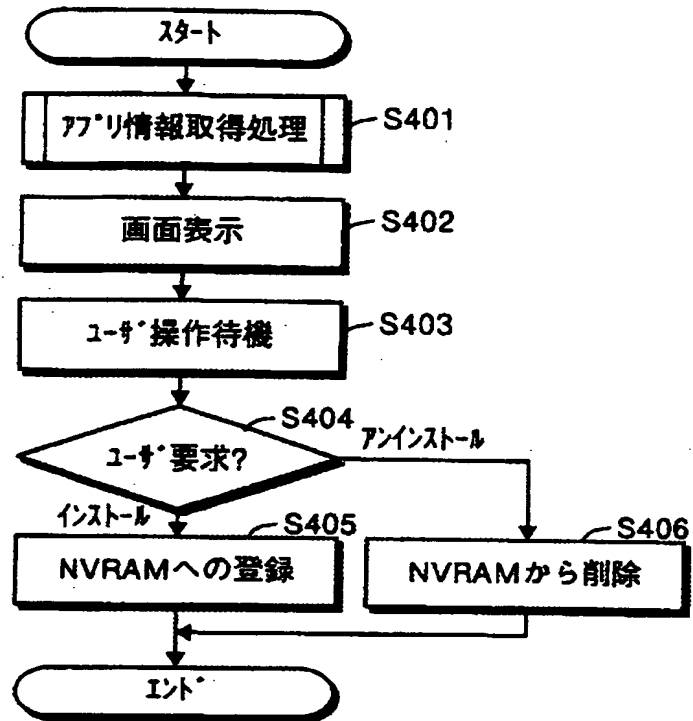 スタート
アプリ情報取得処理
S401
画面表示
S402
ユーザ操作待機
S403
S404
ユーザ要求?
アンインストール
インストール
S405
S406
NVRAMへの登録
NVRAMから削除
エンド